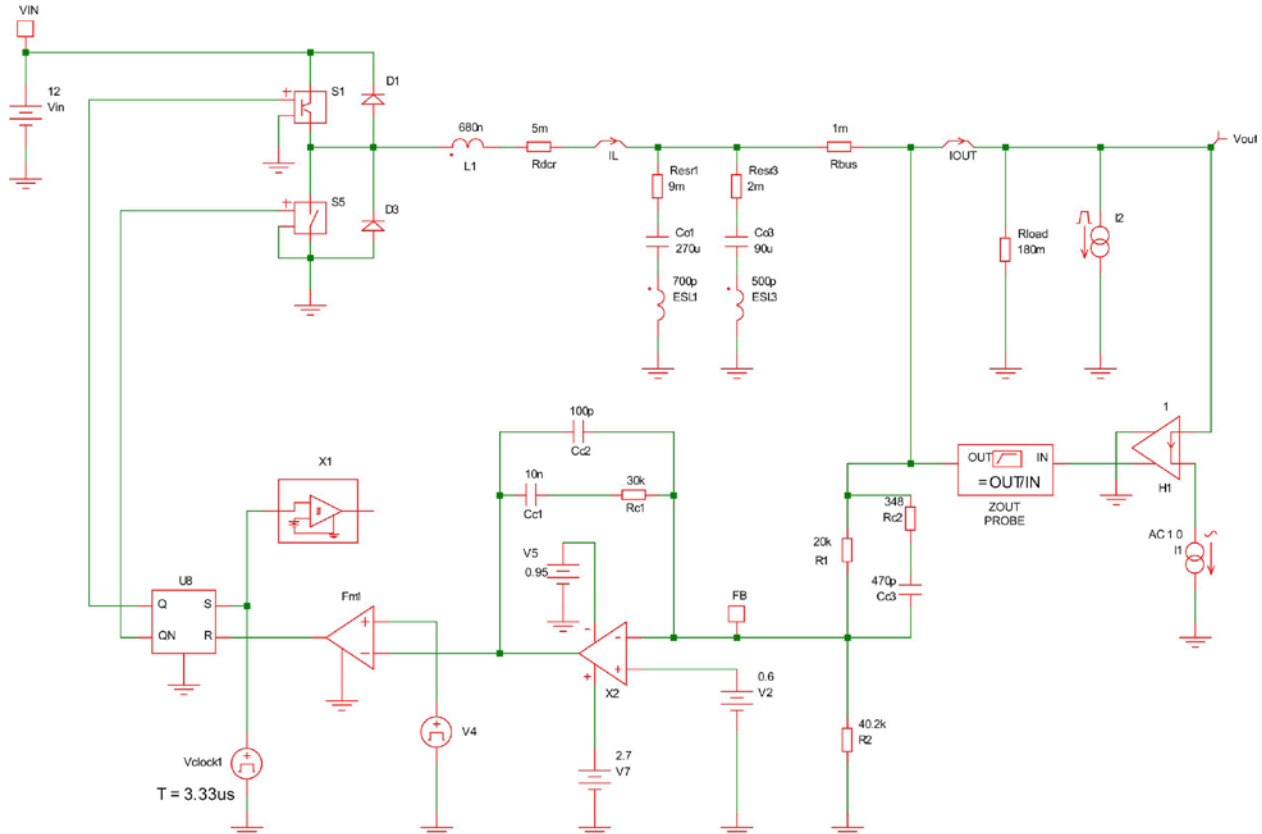 VIN
12
Vin
S1
D1
680n
L1
5m
Rdcr
IL
Resr1
9m
Resr3
2m
1m
Rbus
IOUT
Vout
S5
D3
Co1
270u
Co3
90u
700p
ESL1
500p
ESL3
Rload
180m
I2
100p
Cc2
X1
10n
Cc1
30k
Rc1
OUT
IN
=OUT/IN
ZOUT
PROBE
1
H1
348
Rc2
20k
R1
AC 1 0
I1
V5
0.95
470p
Cc3
U8
Q
S
QN
R
Fm1
FB
X2
0.6
V2
V4
40.2k
R2
2.7
V7
Vclock1
T = 3.33us